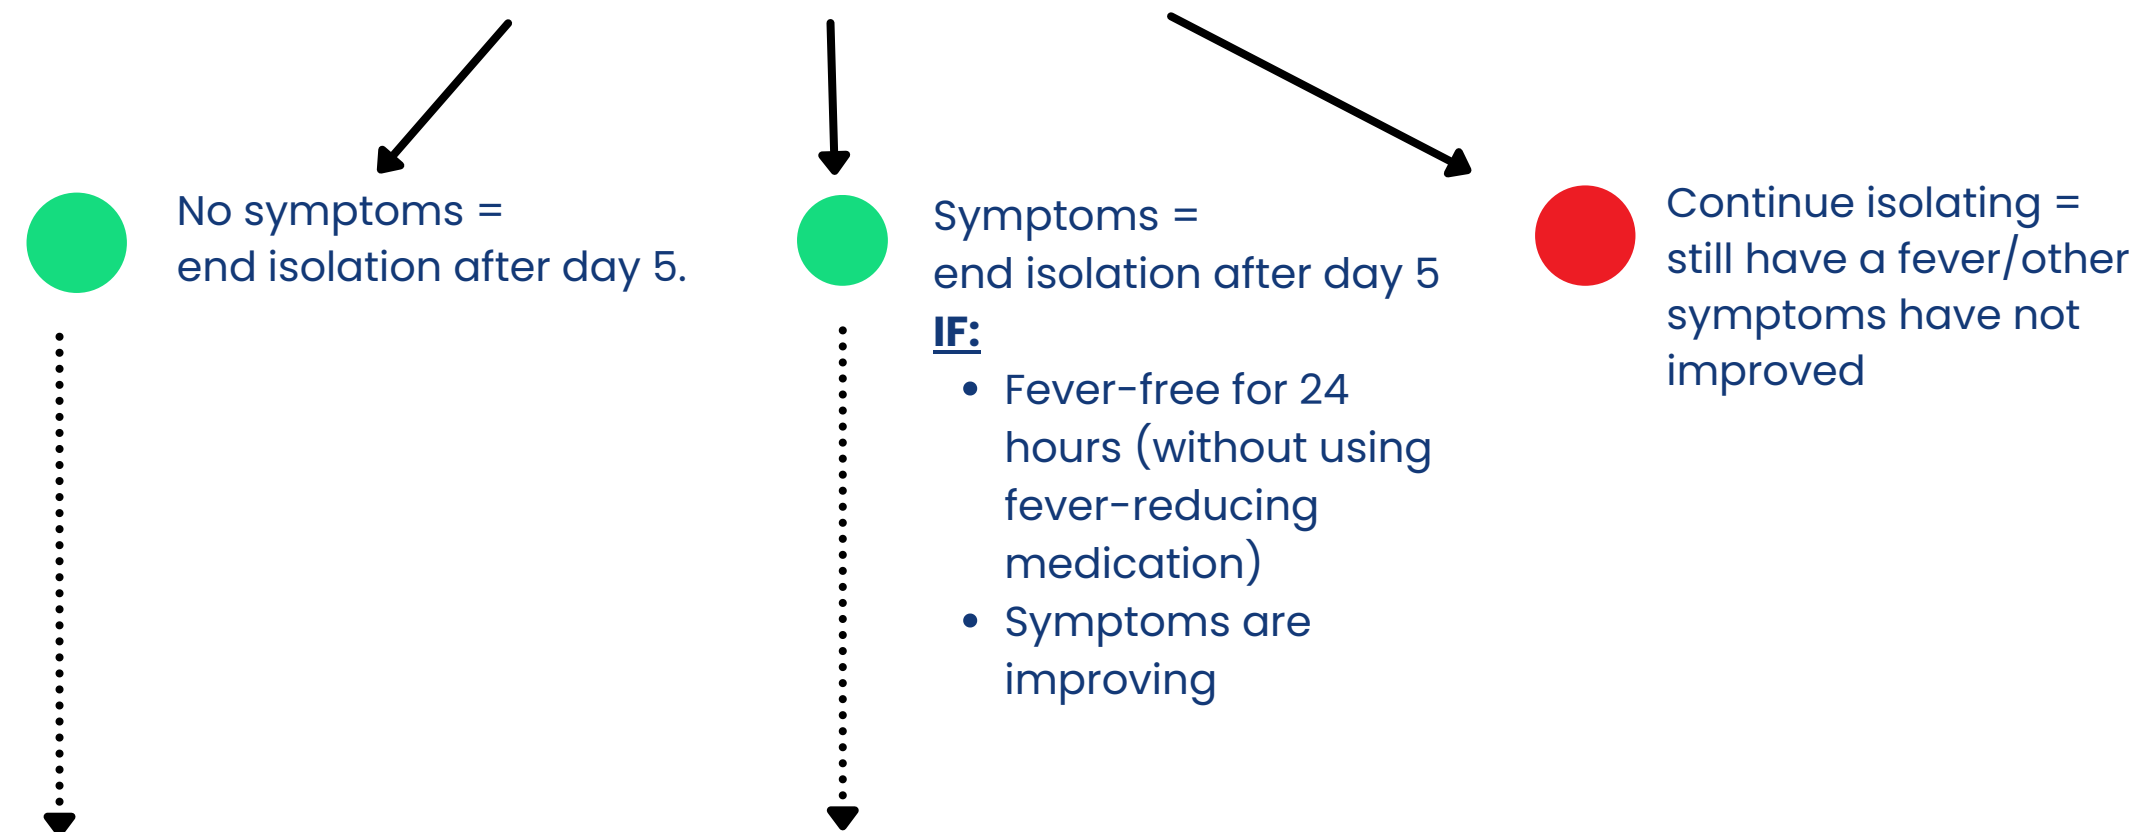 No symptoms =
end isolation after day 5.
Symptoms =
end isolation after day 5
IF:
• Fever-free for 24
hours (without using
fever-reducing
medication)
• Symptoms are
improving
Continue isolating =
still have a fever/other
symptoms have not
improved